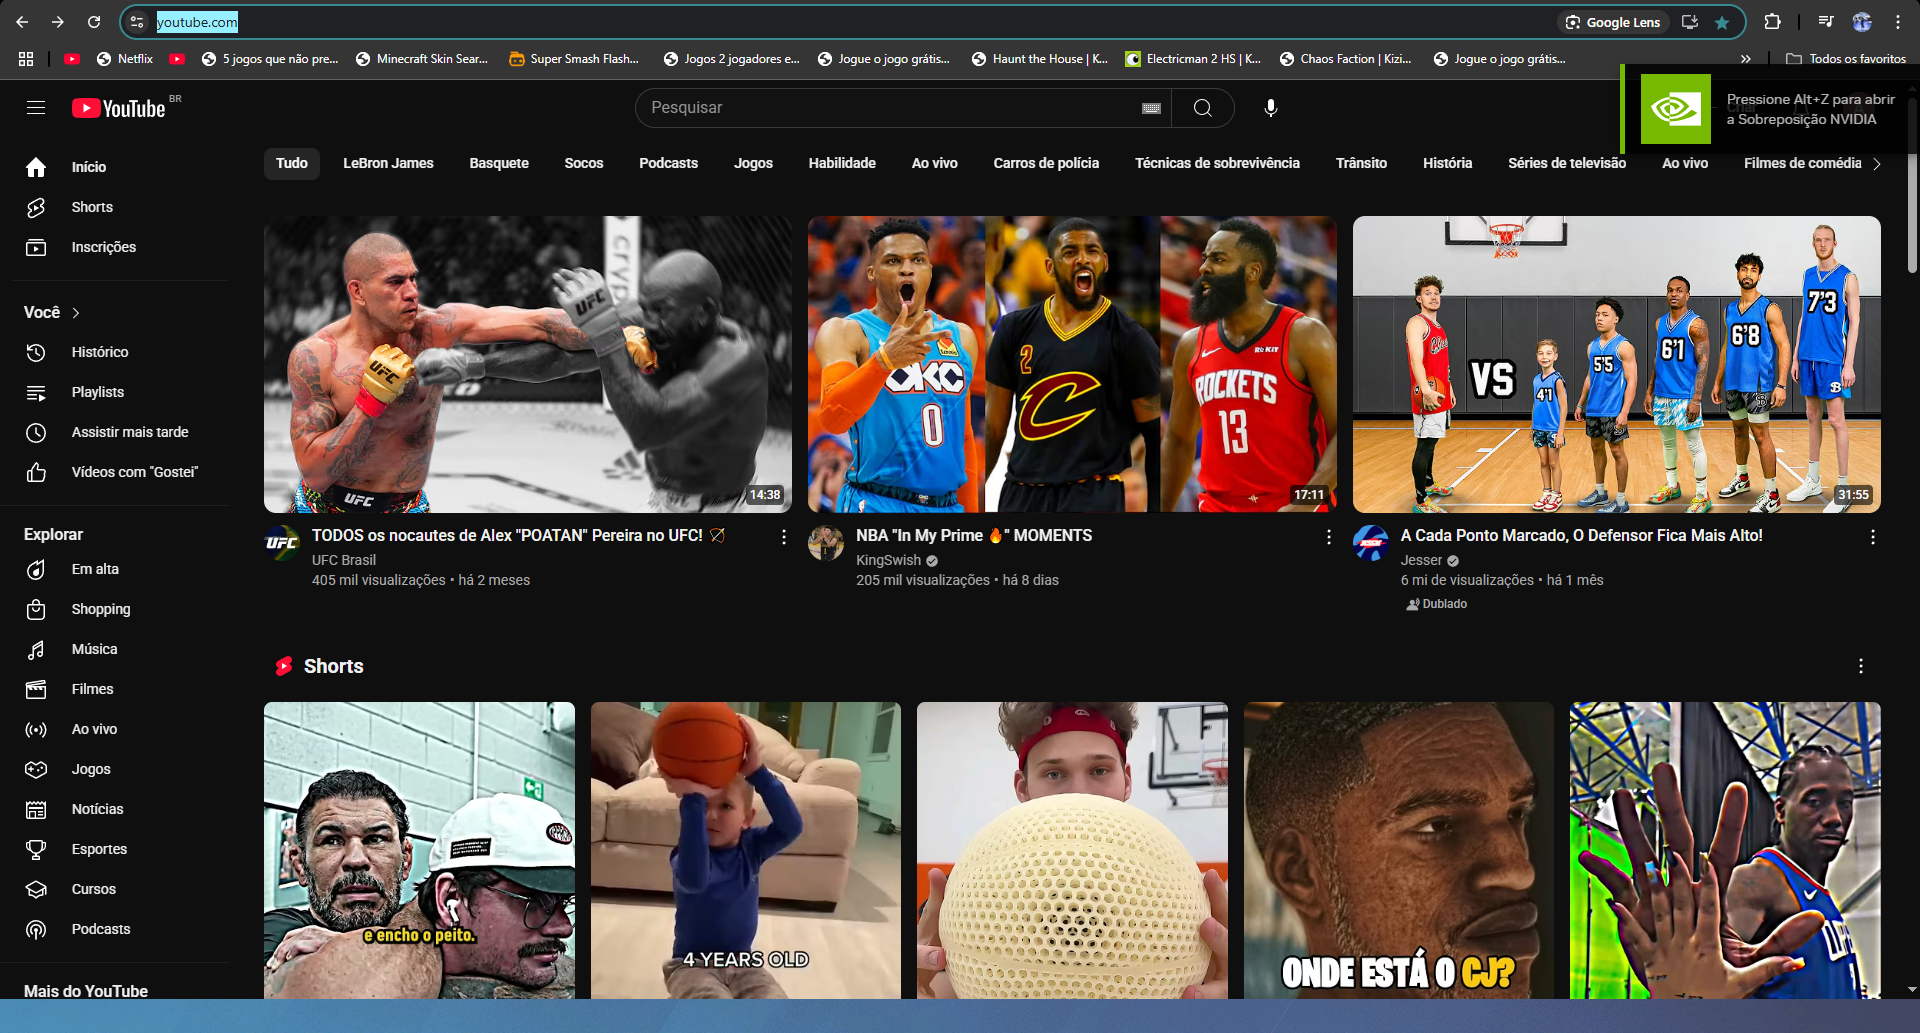 youtube.com
Google Lens
Netflix
5 jogos que não pre...
Minecraft Skin Sear...
Super Smash Flash...
Jogos 2 jogadores e...
Jogue o jogo grátis...
Haunt the House | K...
Electricman 2 HS | K...
Chaos Faction | Kizi...
Jogue o jogo grátis...
Todos os favoritos
YouTube BR
Pesquisar
Pressione Alt+Z para abrir
a Sobreposição NVIDIA
Tudo
LeBron James
Basquete
Socos
Podcasts
Jogos
Habilidade
Ao vivo
Carros de polícia
Técnicas de sobrevivência
Trânsito
História
Séries de televisão
Ao vivo
Filmes de comédia
Início
Shorts
Inscrições
Você
Histórico
Playlists
Assistir mais tarde
Vídeos com "Gostei"
Explorar
Em alta
Shopping
Música
Filmes
Ao vivo
Jogos
Notícias
Esportes
Cursos
Podcasts
Mais do YouTube
CRYP
UFC
UFC
UFC
14:38
UFC
TODOS os nocautes de Alex "POATAN" Pereira no UFC! 🏹
UFC Brasil
405 mil visualizações • há 2 meses
OKC
0
2
C
ROKIT
ROCKETS
13
17:11
NBA "In My Prime 🔥" MOMENTS
KingSwish
205 mil visualizações • há 8 dias
VS
4'1
5'5
6'1
6'8
7'3
31:55
JESSER
A Cada Ponto Marcado, O Defensor Fica Mais Alto!
Jesser
6 mi de visualizações • há 1 mês
Dublado
Shorts
e encho o peito.
4 YEARS OLD
ONDE ESTÁ O CJ?